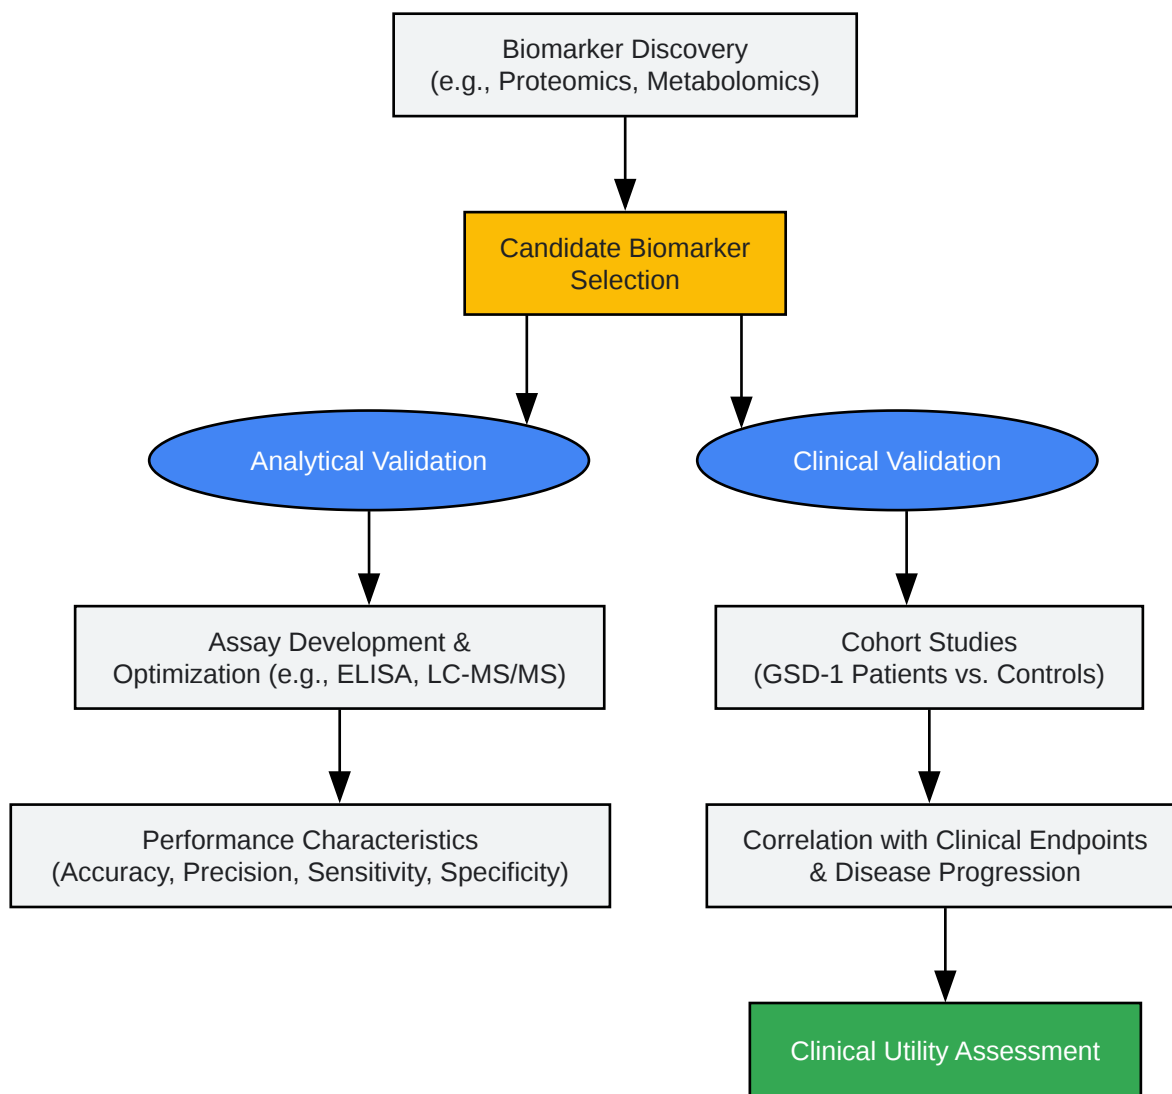 Biomarker Discovery
(e.g., Proteomics, Metabolomics)
Candidate Biomarker
Selection
Analytical Validation
Clinical Validation
Assay Development &
Optimization (e.g., ELISA, LC-MS/MS)
Cohort Studies
(GSD-1 Patients vs. Controls)
Performance Characteristics
(Accuracy, Precision, Sensitivity, Specificity)
Correlation with Clinical Endpoints
& Disease Progression
Clinical Utility Assessment